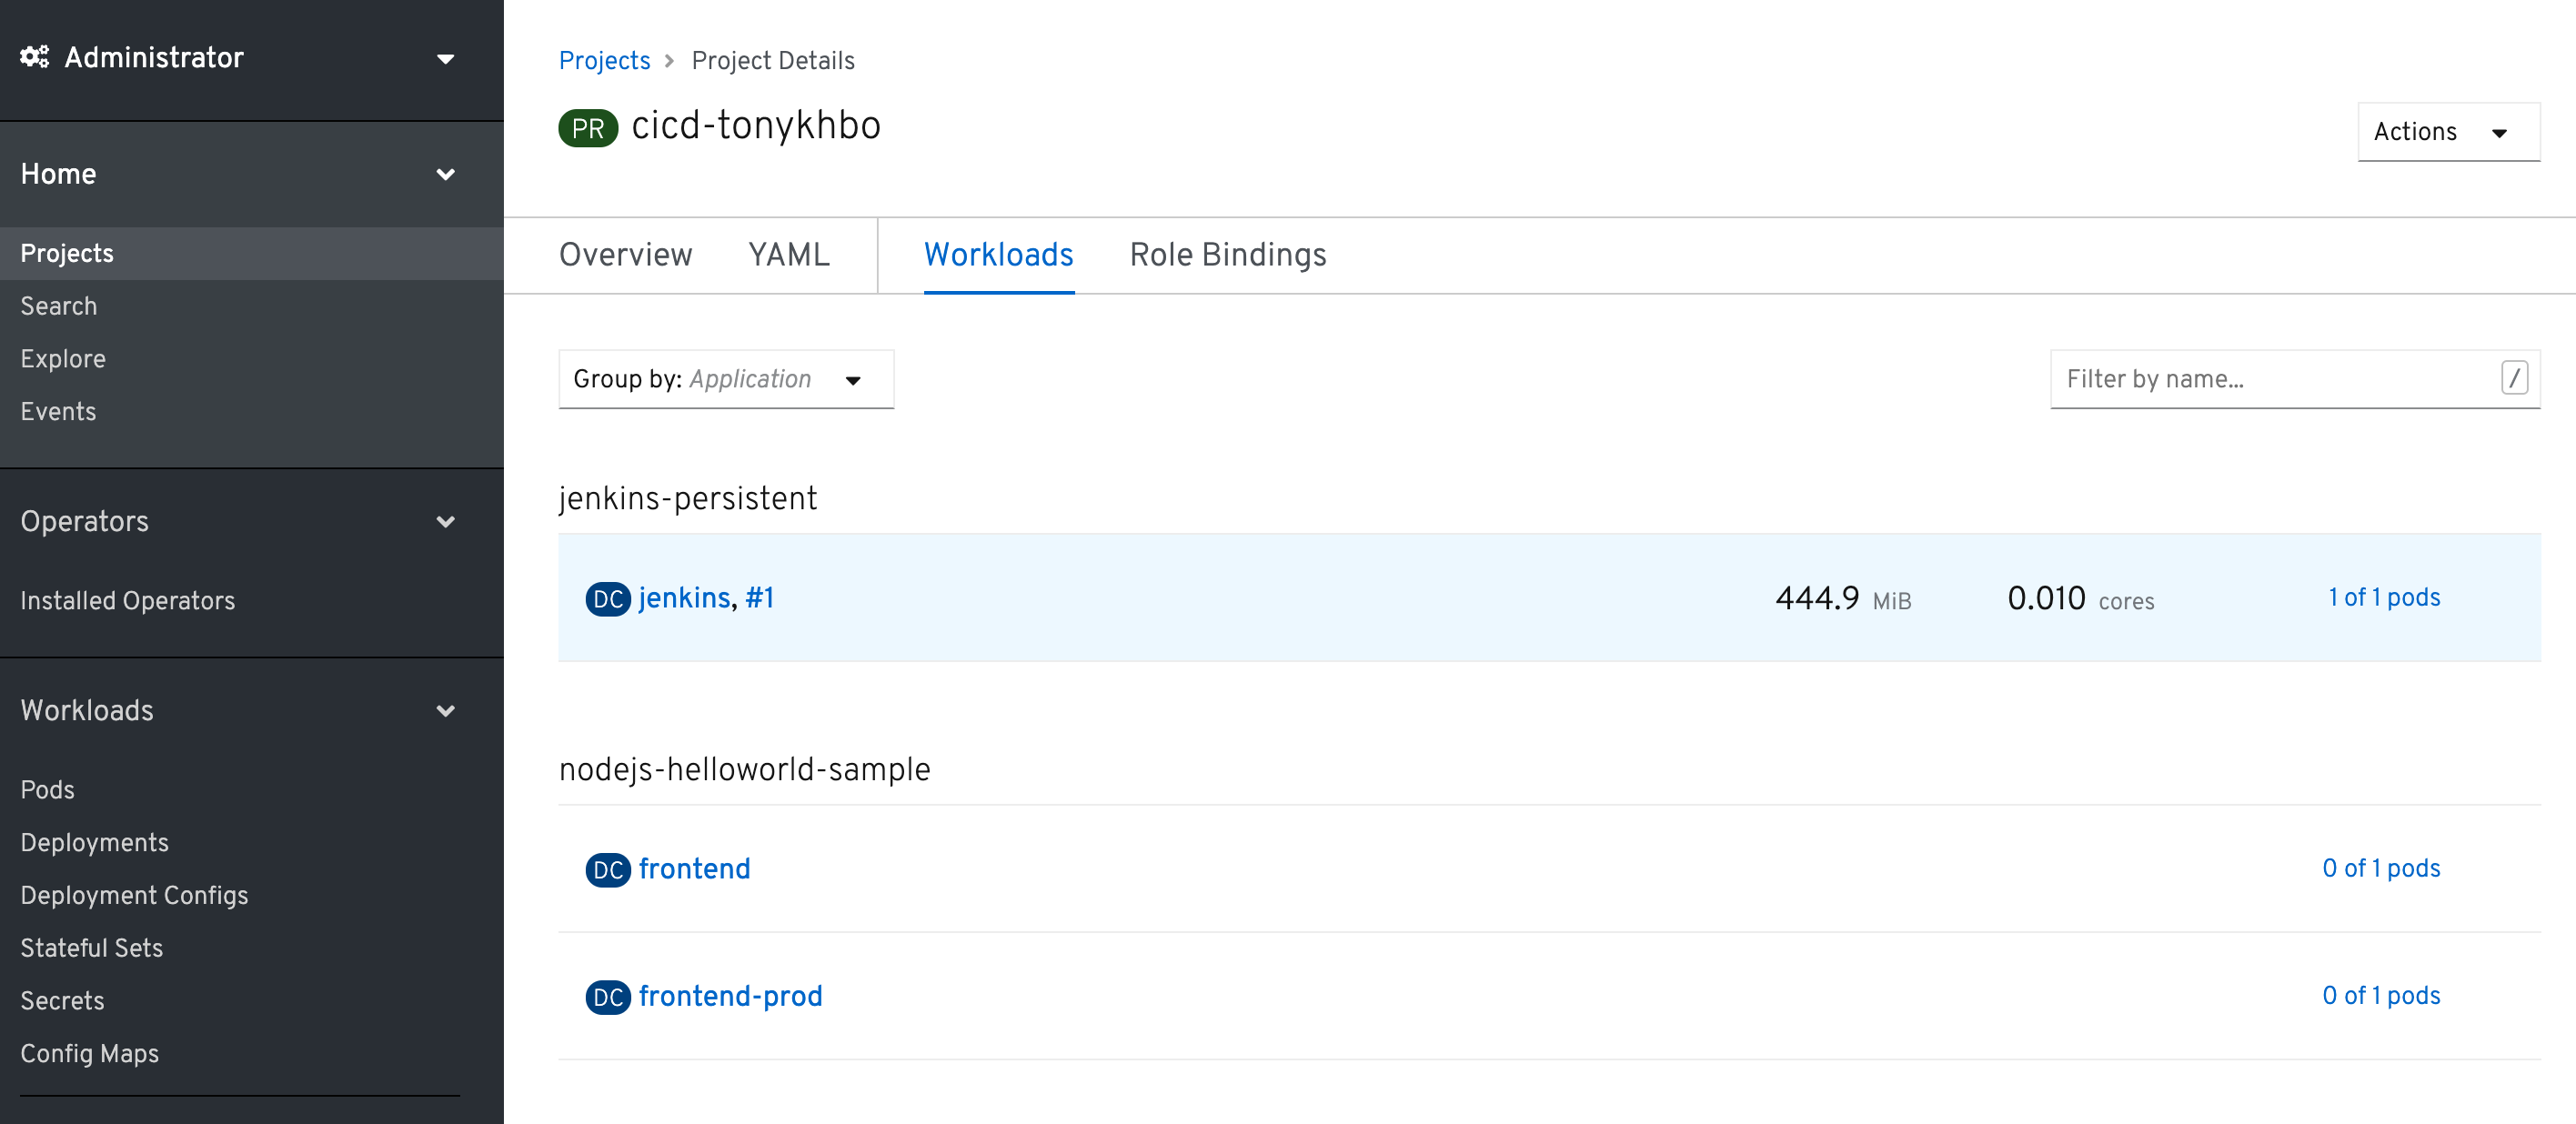 Administrator
Home
Projects
Search
Explore
Events
Operators
Installed Operators
Workloads
Pods
Deployments
Deployment Configs
Stateful Sets
Secrets
Config Maps
Projects > Project Details
PR cicd-tonykhbo
Actions
Overview YAML Workloads Role Bindings
Group by: Application
Filter by name... /
jenkins-persistent
DC jenkins, #1 444.9 MiB 0.010 cores 1 of 1 pods
nodejs-helloworld-sample
DC frontend 0 of 1 pods
DC frontend-prod 0 of 1 pods